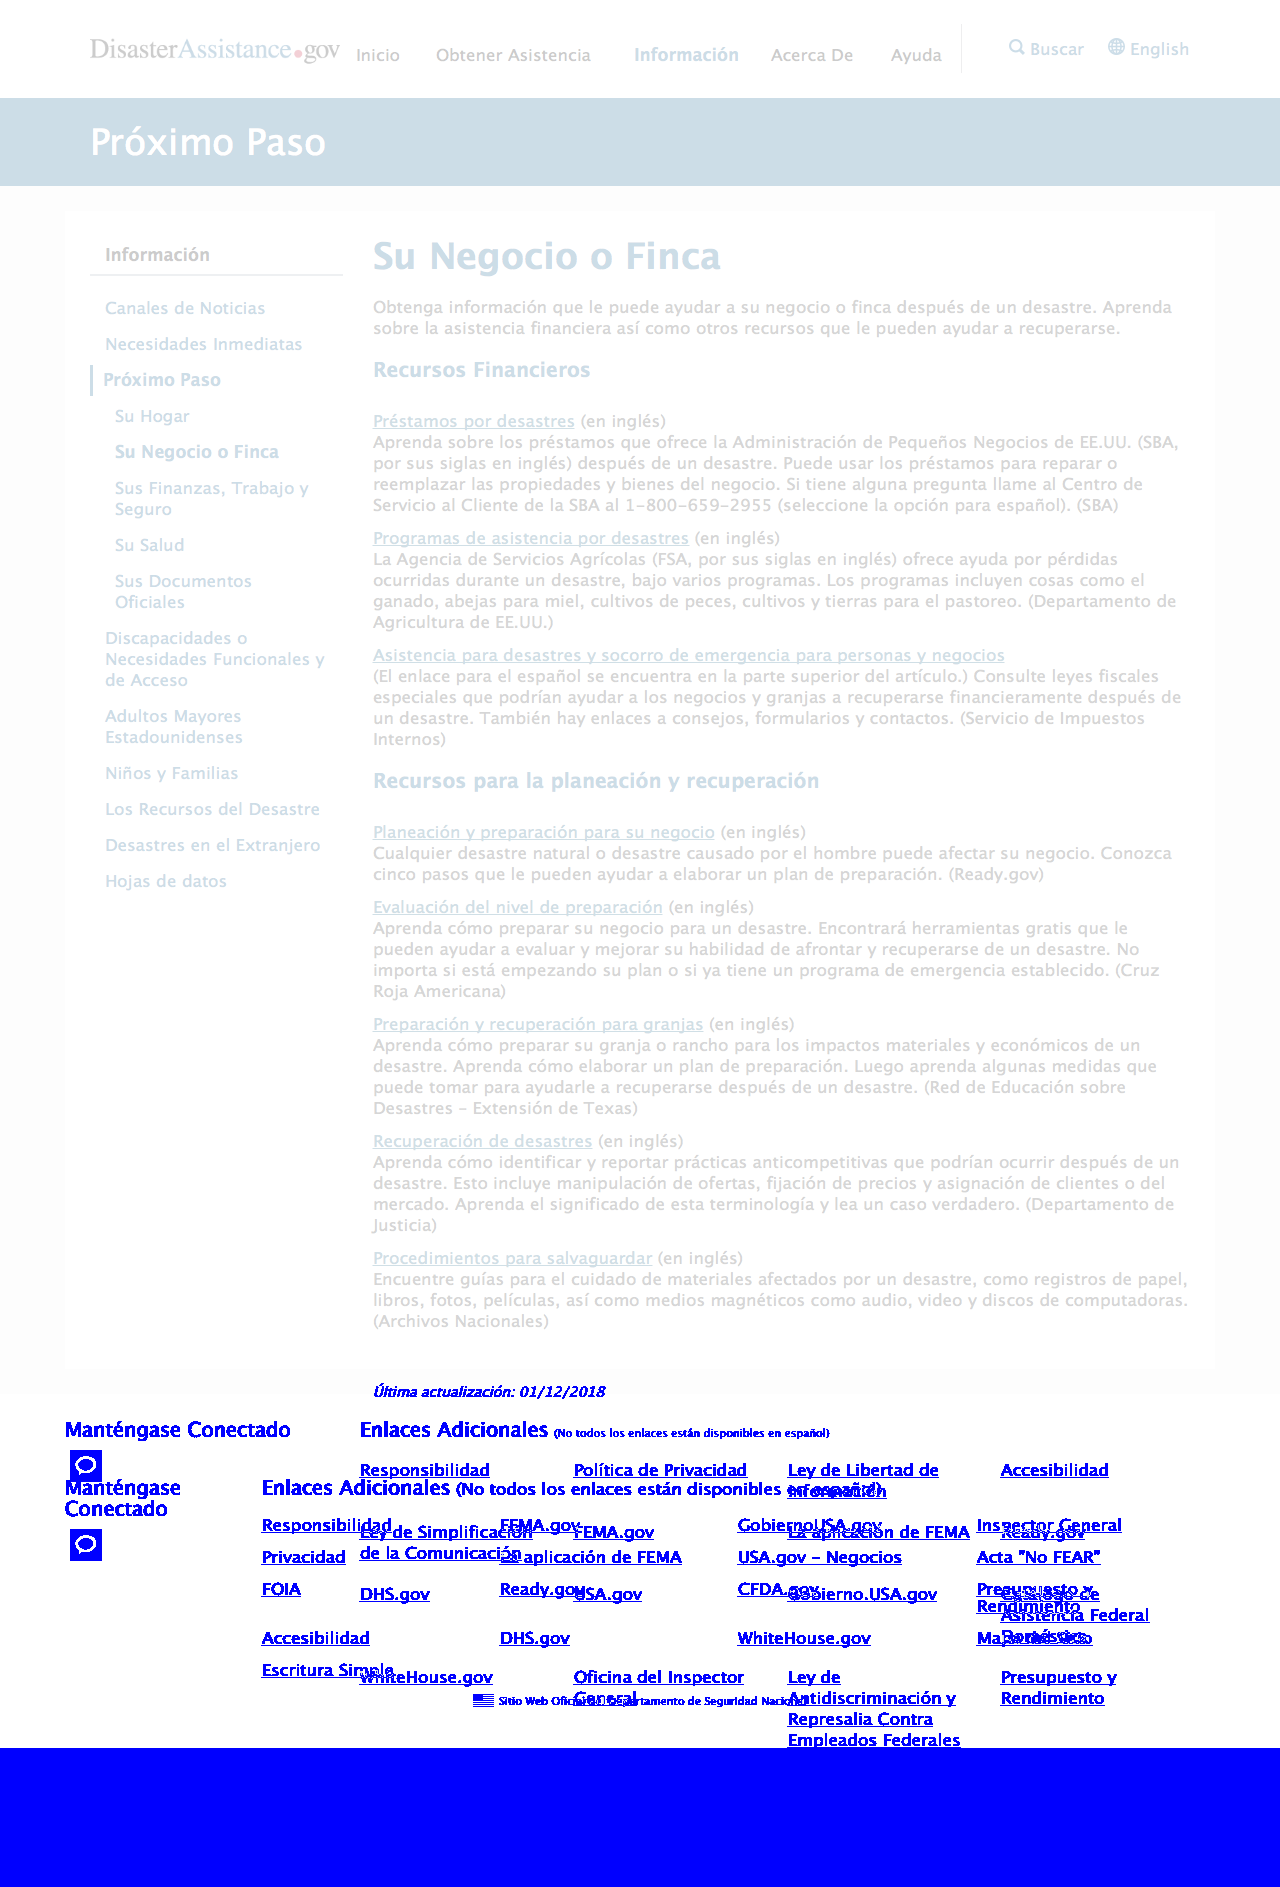 DisasterAssistance.gov Inicio Obtener Asistencia Información Acerca De Ayuda Buscar English
Próximo Paso
Información
Canales de Noticias
Necesidades Inmediatas
Próximo Paso
Su Hogar
Su Negocio o Finca
Sus Finanzas, Trabajo y
Seguro
Su Salud
Sus Documentos
Oficiales
Discapacidades o
Necesidades Funcionales y
de Acceso
Adultos Mayores
Estadounidenses
Niños y Familias
Los Recursos del Desastre
Desastres en el Extranjero
Hojas de datos
Su Negocio o Finca
Obtenga información que le puede ayudar a su negocio o finca después de un desastre. Aprenda
sobre la asistencia financiera así como otros recursos que le pueden ayudar a recuperarse.
Recursos Financieros
Préstamos por desastres (en inglés)
Aprenda sobre los préstamos que ofrece la Administración de Pequeños Negocios de EE.UU. (SBA,
por sus siglas en inglés) después de un desastre. Puede usar los préstamos para reparar o
reemplazar las propiedades y bienes del negocio. Si tiene alguna pregunta llame al Centro de
Servicio al Cliente de la SBA al 1-800-659-2955 (seleccione la opción para español). (SBA)
Programas de asistencia por desastres (en inglés)
La Agencia de Servicios Agrícolas (FSA, por sus siglas en inglés) ofrece ayuda por pérdidas
ocurridas durante un desastre, bajo varios programas. Los programas incluyen cosas como el
ganado, abejas para miel, cultivos de peces, cultivos y tierras para el pastoreo. (Departamento de
Agricultura de EE.UU.)
Asistencia para desastres y socorro de emergencia para personas y negocios
(El enlace para el español se encuentra en la parte superior del artículo.) Consulte leyes fiscales
especiales que podrían ayudar a los negocios y granjas a recuperarse financieramente después de
un desastre. También hay enlaces a consejos, formularios y contactos. (Servicio de Impuestos
Internos)
Recursos para la planeación y recuperación
Planeación y preparación para su negocio (en inglés)
Cualquier desastre natural o desastre causado por el hombre puede afectar su negocio. Conozca
cinco pasos que le pueden ayudar a elaborar un plan de preparación. (Ready.gov)
Evaluación del nivel de preparación (en inglés)
Aprenda cómo preparar su negocio para un desastre. Encontrará herramientas gratis que le
pueden ayudar a evaluar y mejorar su habilidad de afrontar y recuperarse de un desastre. No
importa si está empezando su plan o si ya tiene un programa de emergencia establecido. (Cruz
Roja Americana)
Preparación y recuperación para granjas (en inglés)
Aprenda cómo preparar su granja o rancho para los impactos materiales y económicos de un
desastre. Aprenda cómo elaborar un plan de preparación. Luego aprenda algunas medidas que
puede tomar para ayudarle a recuperarse después de un desastre. (Red de Educación sobre
Desastres - Extensión de Texas)
Recuperación de desastres (en inglés)
Aprenda cómo identificar y reportar prácticas anticompetitivas que podrían ocurrir después de un
desastre. Esto incluye manipulación de ofertas, fijación de precios y asignación de clientes o del
mercado. Aprenda el significado de esta terminología y lea un caso verdadero. (Departamento de
Justicia)
Procedimientos para salvaguardar (en inglés)
Encuentre guías para el cuidado de materiales afectados por un desastre, como registros de papel,
libros, fotos, películas, así como medios magnéticos como audio, video y discos de computadoras.
(Archivos Nacionales)
Última actualización: 01/12/2018
Manténgase Conectado
Enlaces Adicionales (No todos los enlaces están disponibles en español)
Responsibilidad Política de Privacidad Ley de Libertad de Accesibilidad
Información
Ley de Simplificación FEMA.gov La aplicación de FEMA Ready.gov
de la Comunicación
DHS.gov USA.gov Gobierno.USA.gov Catálogo de
Asistencia Federal
WhiteHouse.gov Oficina del Inspector Ley de Presupuesto y
General Antidiscriminación y Rendimiento
Represalia Contra
Empleados Federales
Manténgase
Conectado
Enlaces Adicionales (No todos los enlaces están disponibles en español)
Responsibilidad FEMA.gov GobiernoUSA.gov Inspector General
Privacidad La aplicación de FEMA USA.gov - Negocios Acta "No FEAR"
FOIA Ready.gov CFDA.gov Presupuesto y
Rendimiento
Accesibilidad DHS.gov WhiteHouse.gov
Escritura Simple
Sitio Web Oficial del Departamento de Seguridad Nacional